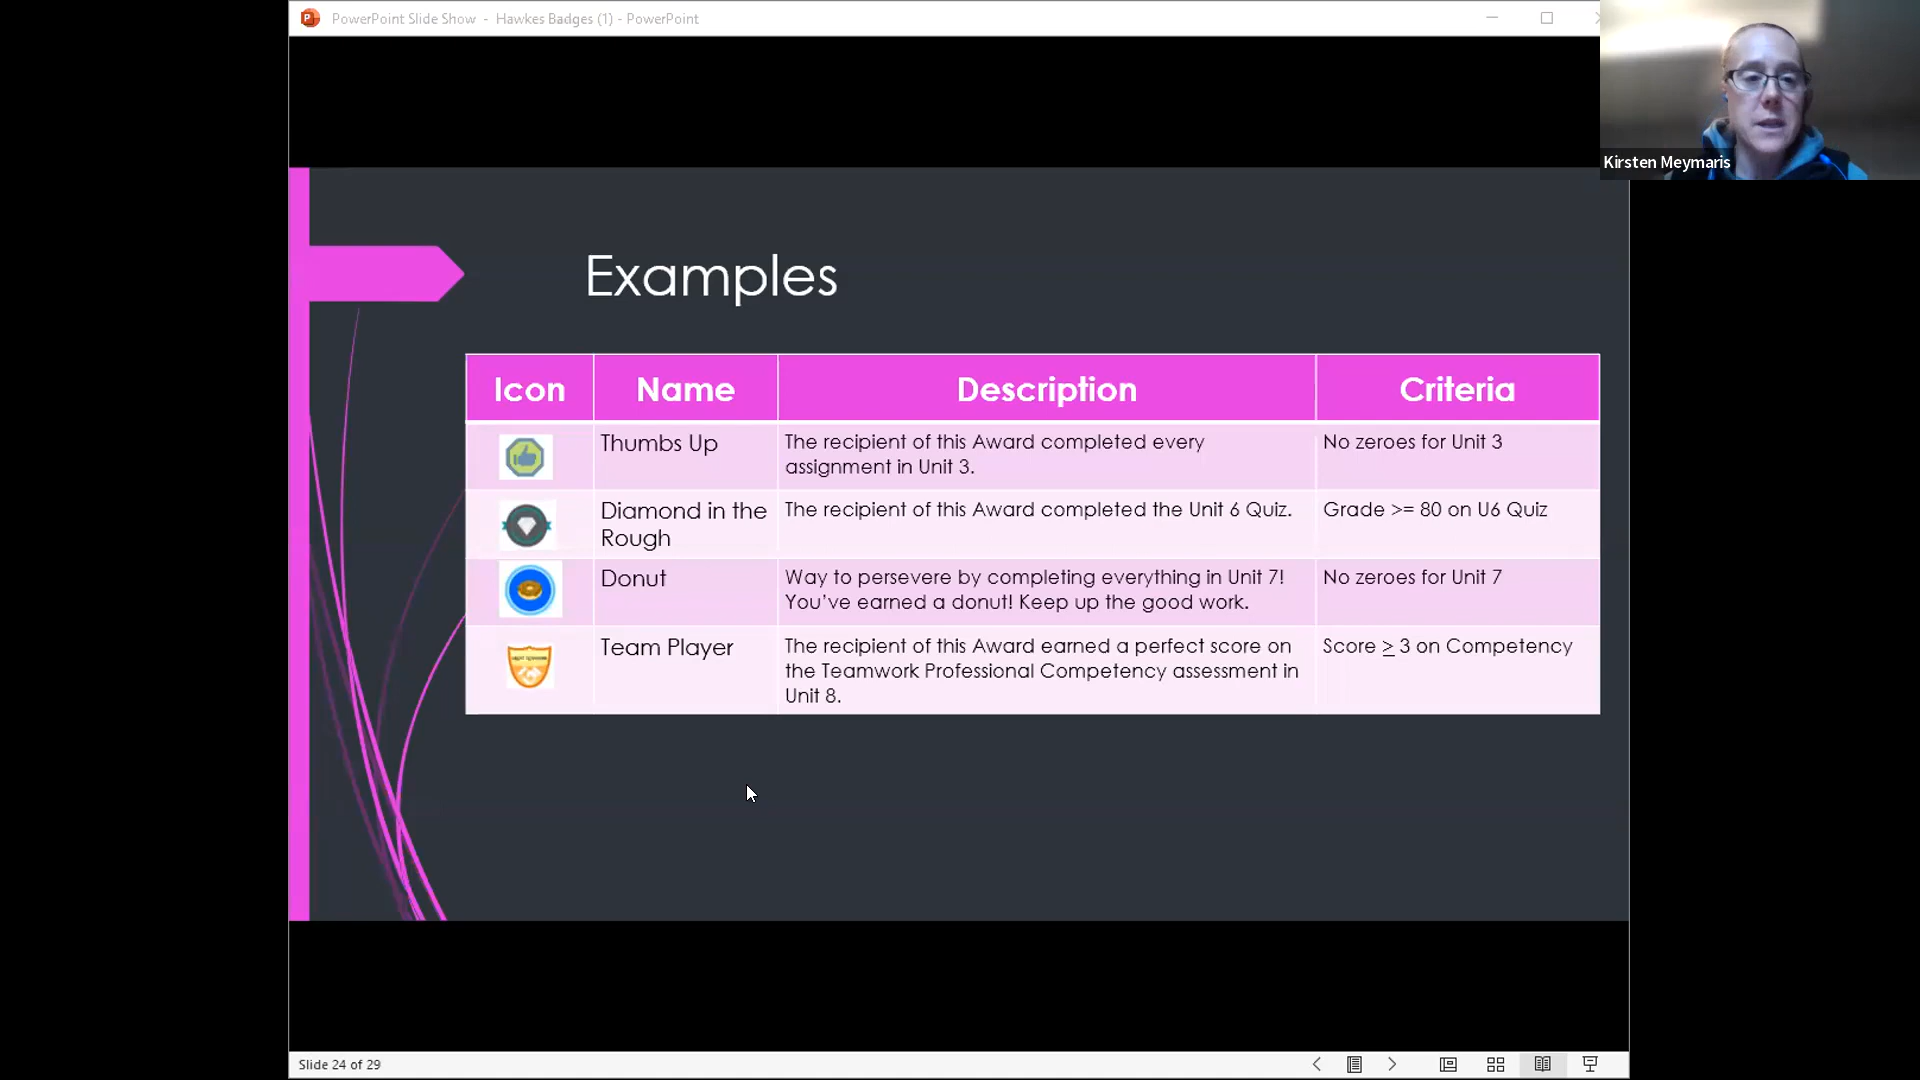 PowerPoint Slide Show - Hawkes Badges (1) - PowerPoint
Kirsten Meymaris
Examples
Icon Name Description Criteria
Thumbs Up
The recipient of this Award completed every
assignment in Unit 3.
No zeroes for Unit 3
Diamond in the
Rough
The recipient of this Award completed the Unit 6 Quiz.
Grade >= 80 on U6 Quiz
Donut
Way to persevere by completing everything in Unit 7!
You've earned a donut! Keep up the good work.
No zeroes for Unit 7
Team Player
The recipient of this Award earned a perfect score on
the Teamwork Professional Competency assessment in
Unit 8.
Score ≥ 3 on Competency
Slide 24 of 29